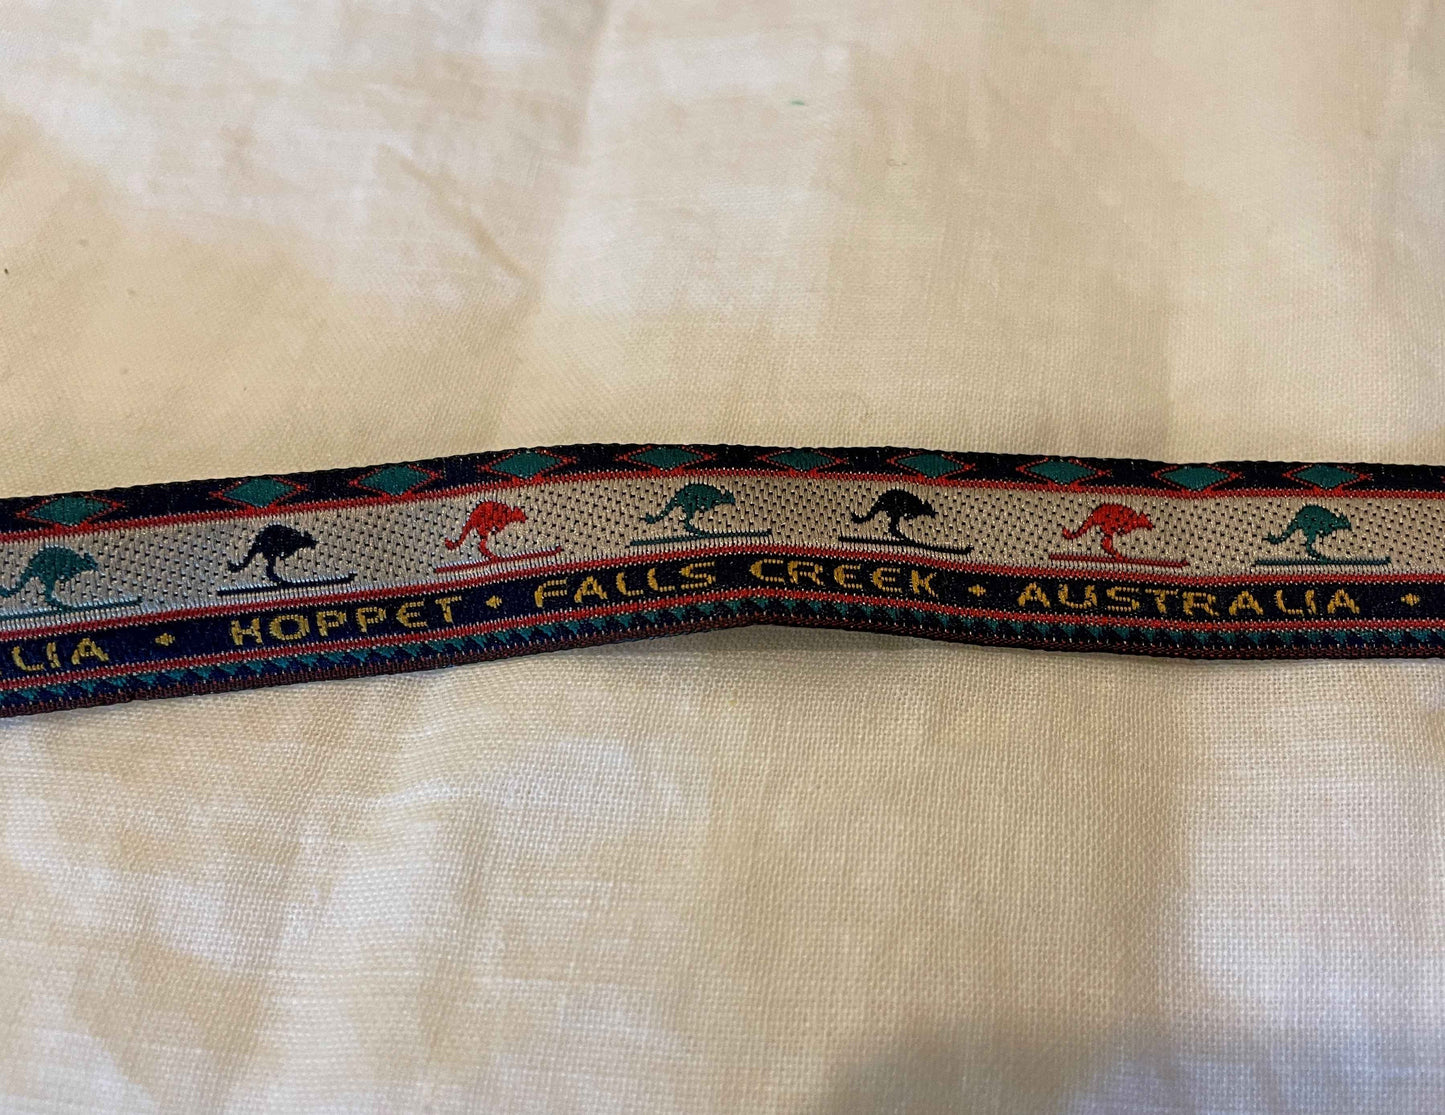 LIA • HOPPET • FALLS CREEK • AUSTRALIA •